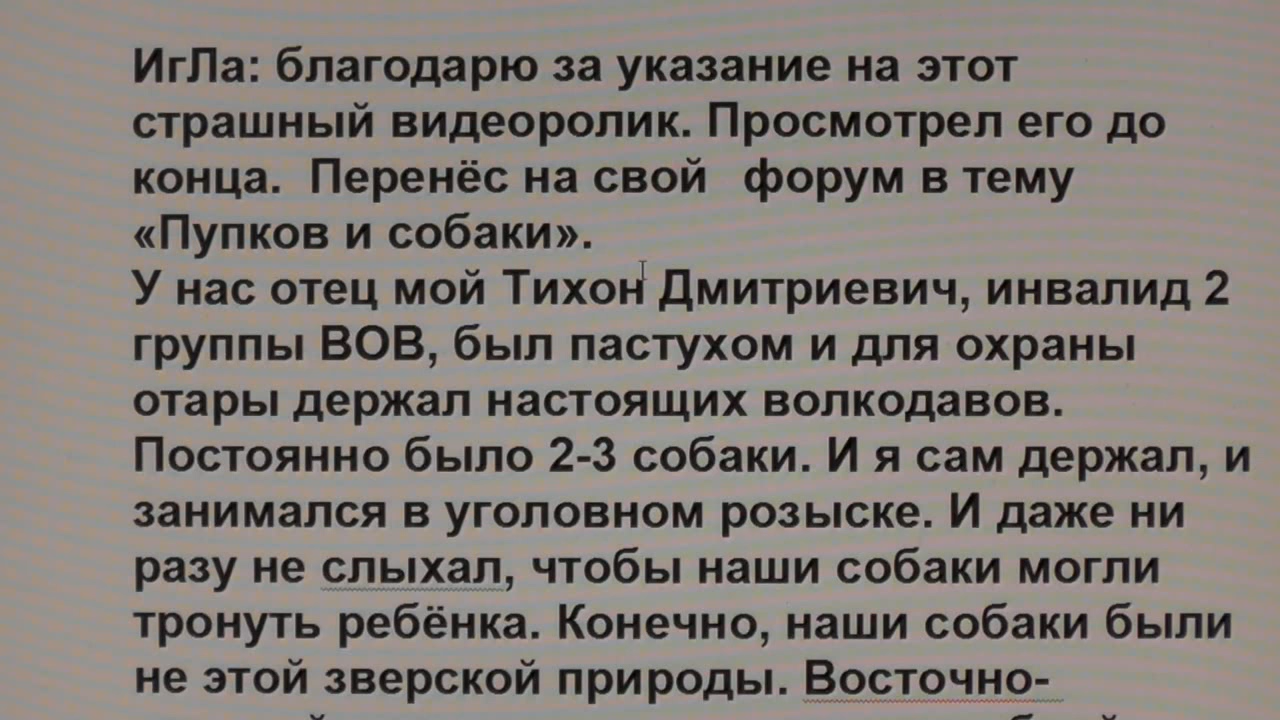 ИгЛа: благодарю за указание на этот
страшный видеоролик. Просмотрел его до
конца.  Перенёс на свой  форум в тему
«Пупков и собаки».
У нас отец мой Тихон Дмитриевич, инвалид 2
группы ВОВ, был пастухом и для охраны
отары держал настоящих волкодавов.
Постоянно было 2-3 собаки. И я сам держал, и
занимался в уголовном розыске. И даже ни
разу не слыхал, чтобы наши собаки могли
тронуть ребёнка. Конечно, наши собаки были
не этой зверской природы. Восточно-